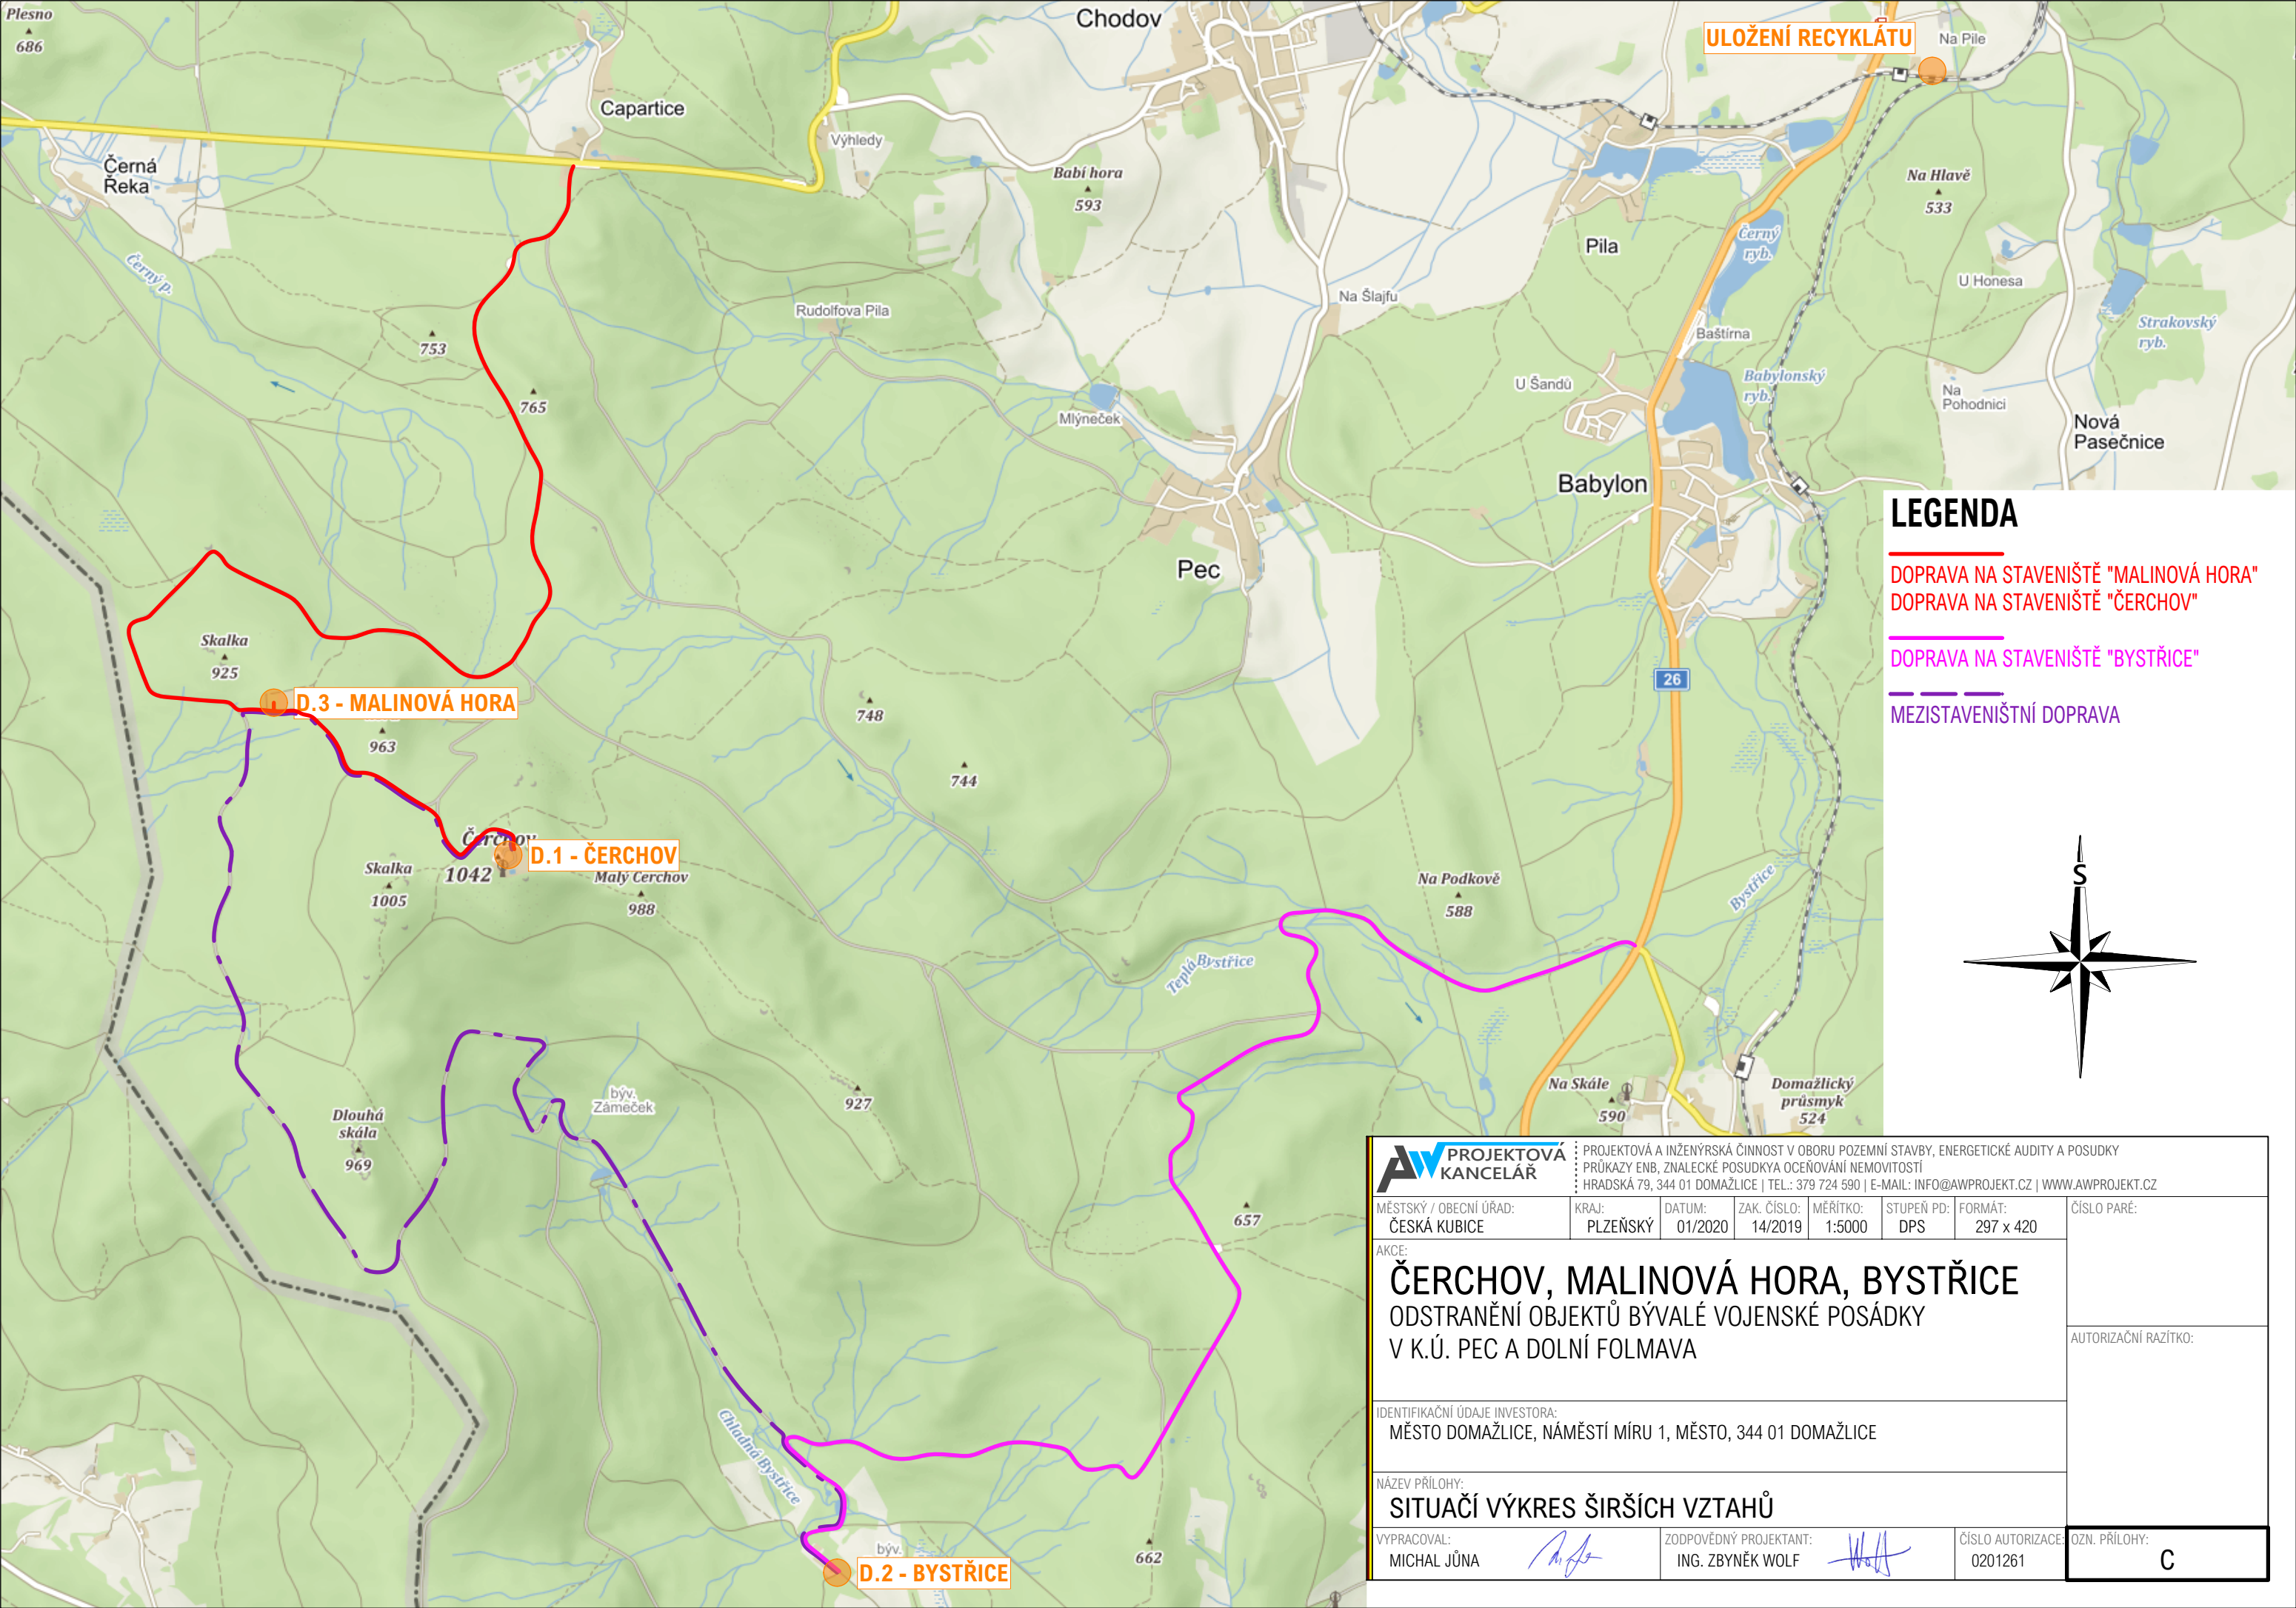 Plesno
686
Chodov
ULOŽENÍ RECYKLÁTU
Na Pile
Capartice
Výhledy
Černá
Řeka
Babí hora
593
Na Hlavě
533
Pila
Černý
ryb.
Černý p.
U Honesa
Na Šlajfu
Rudolfova Pila
Strakovský
ryb.
Baštírna
753
765
U Šandů
Babylonský
ryb.
Na
Pohodnici
Mlýneček
Nová
Pasečnice
Babylon
Pec
LEGENDA
DOPRAVA NA STAVENIŠTĚ "MALINOVÁ HORA"
DOPRAVA NA STAVENIŠTĚ "ČERCHOV"
DOPRAVA NA STAVENIŠTĚ "BYSTŘICE"
MEZISTAVENIŠTNÍ DOPRAVA
Skalka
925
26
D.3 - MALINOVÁ HORA
963
748
744
Čerchov
1042
D.1 - ČERCHOV
Skalka
1005
Malý Čerchov
988
Na Podkově
588
Bystřice
S
Teplá Bystřice
býv.
Zámeček
927
Na Skále
590
Domažlický
průsmyk
524
Dlouhá
skála
969
657
Chladná Bystřice
býv.
D.2 - BYSTŘICE
662
AW PROJEKTOVÁ
KANCELÁŘ
PROJEKTOVÁ A INŽENÝRSKÁ ČINNOST V OBORU POZEMNÍ STAVBY, ENERGETICKÉ AUDITY A POSUDKY
PRŮKAZY ENB, ZNALECKÉ POSUDKYA OCEŇOVÁNÍ NEMOVITOSTÍ
HRADSKÁ 79, 344 01 DOMAŽLICE | TEL.: 379 724 590 | E-MAIL: INFO@AWPROJEKT.CZ | WWW.AWPROJEKT.CZ
MĚSTSKÝ / OBECNÍ ÚŘAD:
ČESKÁ KUBICE
KRAJ:
PLZEŇSKÝ
DATUM:
01/2020
ZAK. ČÍSLO:
14/2019
MĚŘÍTKO:
1:5000
STUPEŇ PD:
DPS
FORMÁT:
297 x 420
ČÍSLO PARÉ:
AKCE:
ČERCHOV, MALINOVÁ HORA, BYSTŘICE
ODSTRANĚNÍ OBJEKTŮ BÝVALÉ VOJENSKÉ POSÁDKY
V K.Ú. PEC A DOLNÍ FOLMAVA
AUTORIZAČNÍ RAZÍTKO:
IDENTIFIKAČNÍ ÚDAJE INVESTORA:
MĚSTO DOMAŽLICE, NÁMĚSTÍ MÍRU 1, MĚSTO, 344 01 DOMAŽLICE
NÁZEV PŘÍLOHY:
SITUAČÍ VÝKRES ŠIRŠÍCH VZTAHŮ
VYPRACOVAL:
MICHAL JŮNA
ZODPOVĚDNÝ PROJEKTANT:
ING. ZBYNĚK WOLF
ČÍSLO AUTORIZACE:
0201261
OZN. PŘÍLOHY:
C